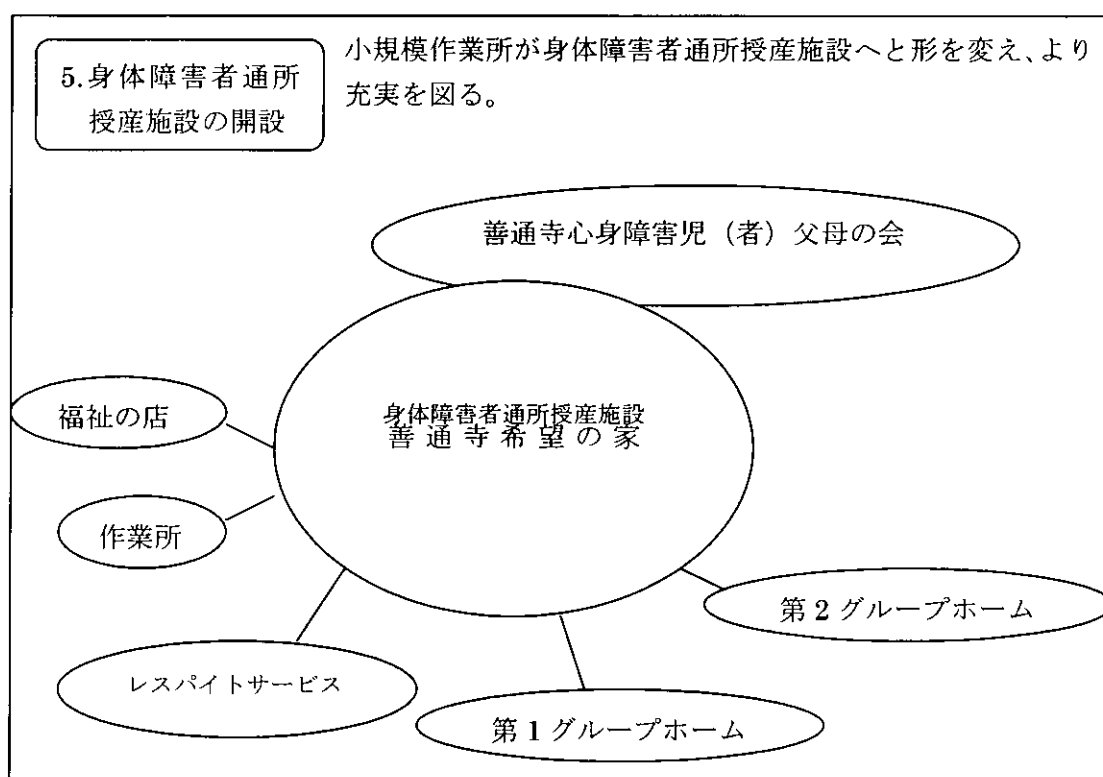 5.身体障害者通所
授産施設の開設
小規模作業所が身体障害者通所授産施設へと形を変え、より
充実を図る。
善通寺心身障害児（者）父母の会
身体障害者通所授産施設
善通寺希望の家
福祉の店
作業所
レスパイトサービス
第1グループホーム
第2グループホーム